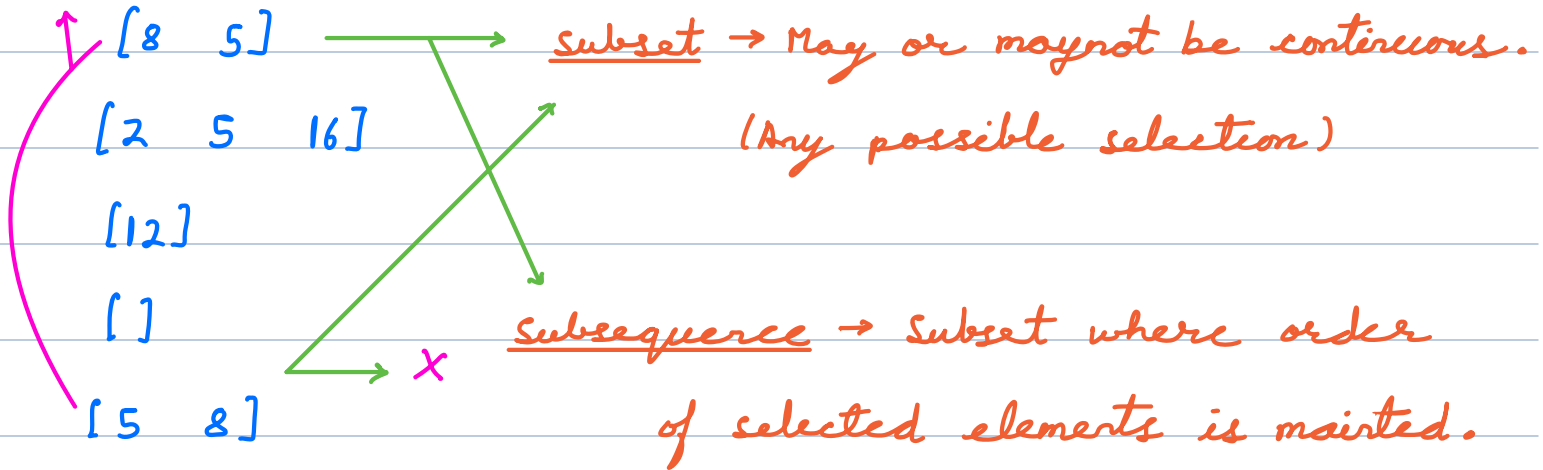 [8 5] → subset → May or maynot be continuous.
[2 5 16] (Any possible selection)
[12]
[ ]
subsequence → subset where order
→ x
[5 8] of selected elements is mainted.